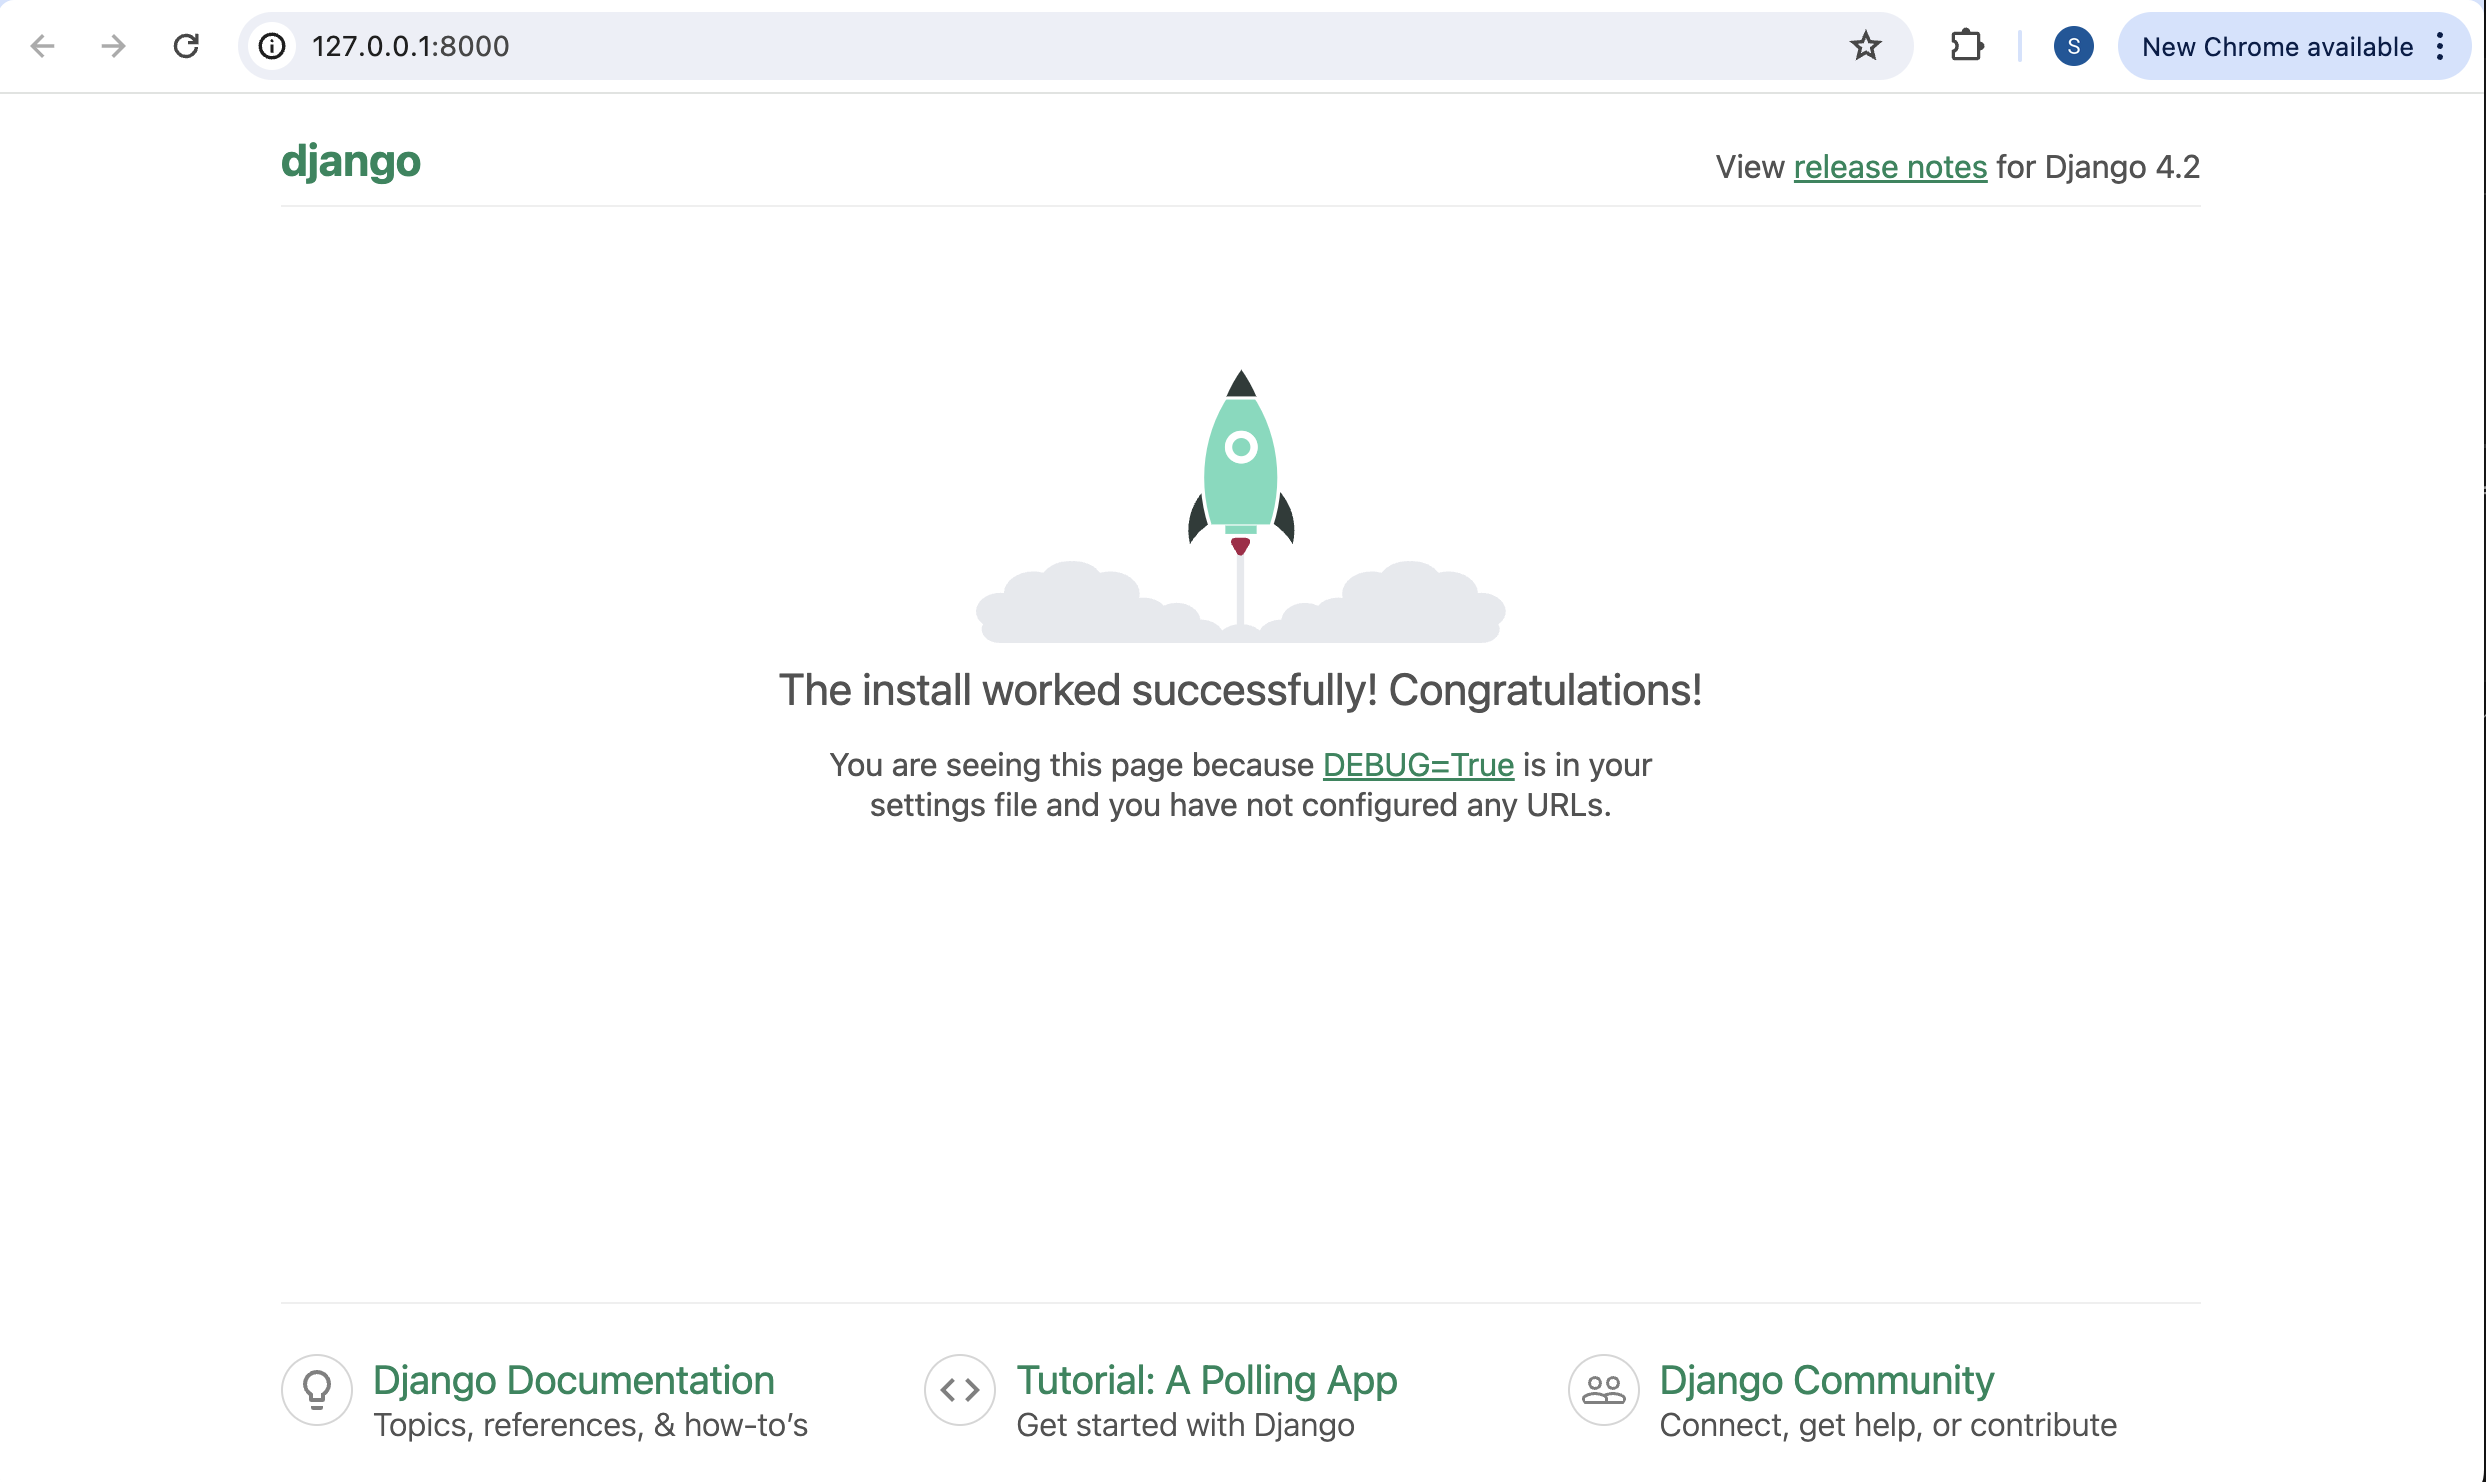 127.0.0.1:8000
S
New Chrome available
django
View release notes for Django 4.2
The install worked successfully! Congratulations!
You are seeing this page because DEBUG=True is in your
settings file and you have not configured any URLs.
Django Documentation
Topics, references, & how-to’s
Tutorial: A Polling App
Get started with Django
Django Community
Connect, get help, or contribute